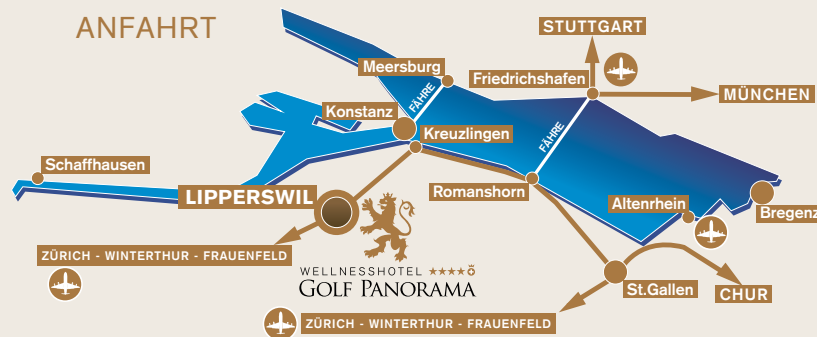 ANFAHRT
STUTTGART
Meersburg
Friedrichshafen
MÜNCHEN
FÄHRE
Konstanz
Kreuzlingen
FÄHRE
Schaffhausen
LIPPERSWIL
Romanshorn
Altenrhein
Bregenz
ZÜRICH - WINTERTHUR - FRAUENFELD
WELLNESSHOTEL
GOLF PANORAMA
St.Gallen
CHUR
ZÜRICH - WINTERTHUR - FRAUENFELD